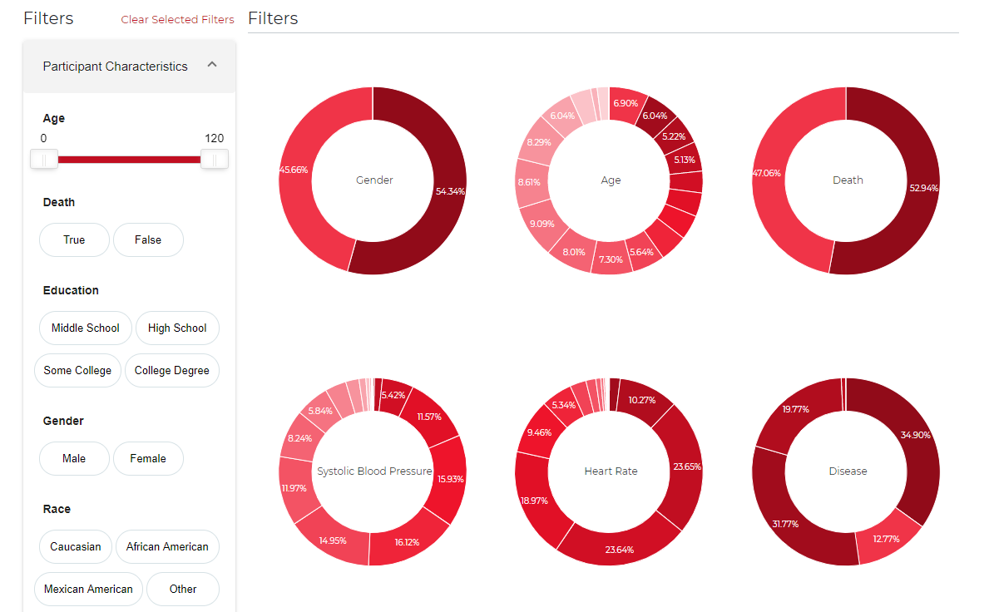 Filters
Clear Selected Filters
Participant Characteristics
Age
0
120
Death
True
False
Education
Middle School
High School
Some College
College Degree
Gender
Male
Female
Race
Caucasian
African American
Mexican American
Other
Filters
45.66%
Gender
54.34%
6.90%
6.04%
6.04%
5.22%
8.29%
5.13%
8.61%
Age
9.09%
8.01%
7.30%
5.64%
47.06%
Death
52.94%
5.42%
5.84%
11.57%
8.24%
Systolic Blood Pressure
15.93%
11.97%
14.95%
16.12%
5.34%
10.27%
9.46%
Heart Rate
23.65%
18.97%
23.64%
19.77%
34.90%
Disease
31.77%
12.77%